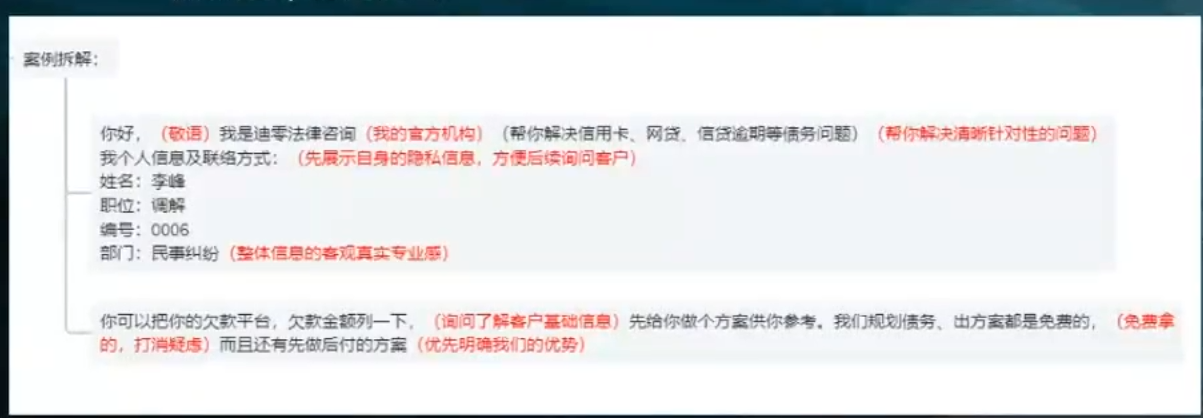 案例拆解：
你好，（敬语）我是迪零法律咨询（我的官方机构）（帮你解决信用卡、网贷、信贷逾期等债务问题）（帮你解决清晰针对性的问题）
我个人信息及联络方式：（先展示自身的隐私信息，方便后续询问客户）
姓名：李峰
职位：调解
编号：0006
部门：民事纠纷（整体信息的客观真实专业感）
你可以把你的欠款平台，欠款金额列一下，（询问了解客户基础信息）先给你做个方案供你参考。我们规划债务、出方案都是免费的，（免费拿
的，打消疑虑）而且还有先做后付的方案（优先明确我们的优势）